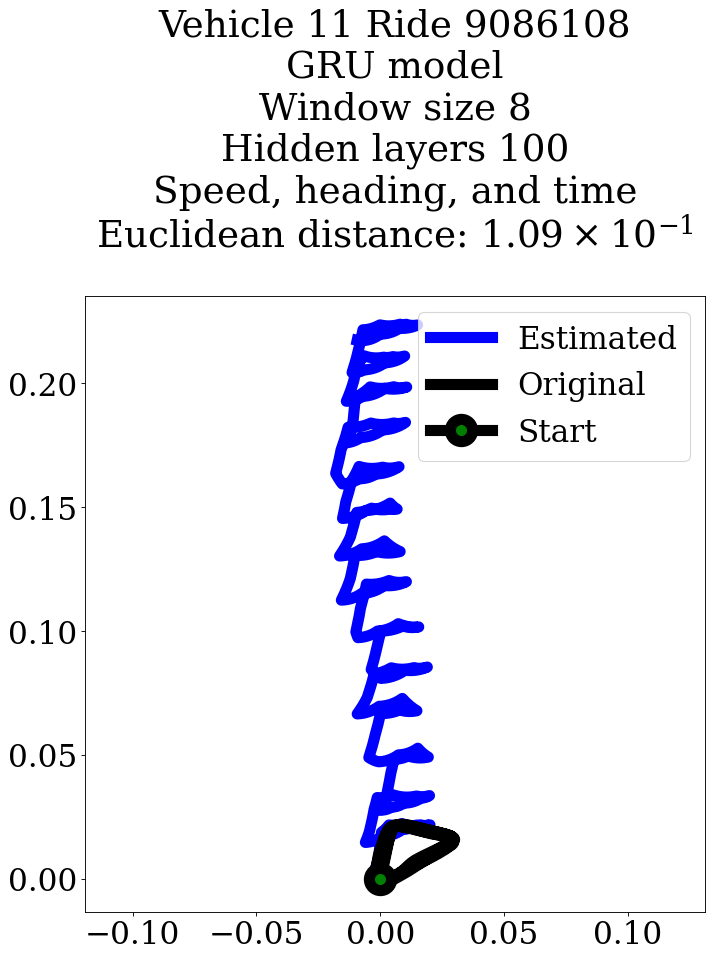 Vehicle 11 Ride 9086108
GRU model
Window size 8
Hidden layers 100
Speed, heading, and time
Euclidean distance: 1.09 × 10⁻¹
Estimated
Original
Start
0.20
0.15
0.10
0.05
0.00
−0.10 −0.05 0.00 0.05 0.10